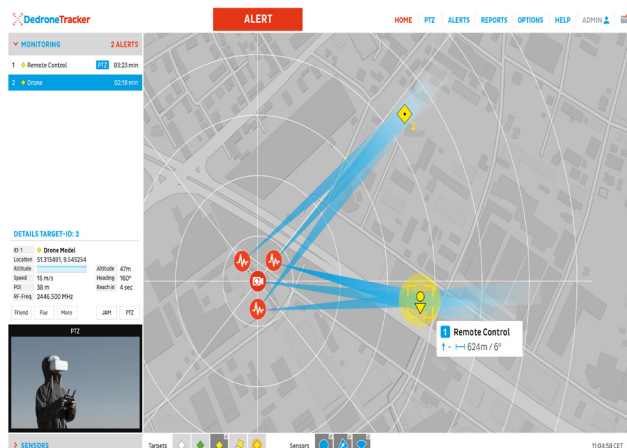 DedroneTracker
ALERT
HOME PTZ ALERTS REPORTS OPTIONS HELP ADMIN
MONITORING 2 ALERTS
1 Remote Control PTZ 03:23 min
2 Drone 02:18 min
2
DETAILS TARGET-ID: 2
ID: 1 Drone Model
Location 51.313491, 9.545254
Altitude Altitude 47m
Speed 16 m/s Heading 160°
POI 38 m Reach in 4 sec
RF-Freq. 2446.500 MHz
Friend Foe More JAM PTZ
PTZ
1 Remote Control
↑ - 624m / 6°
SENSORS
Targets Sensors 11:04:58 CET